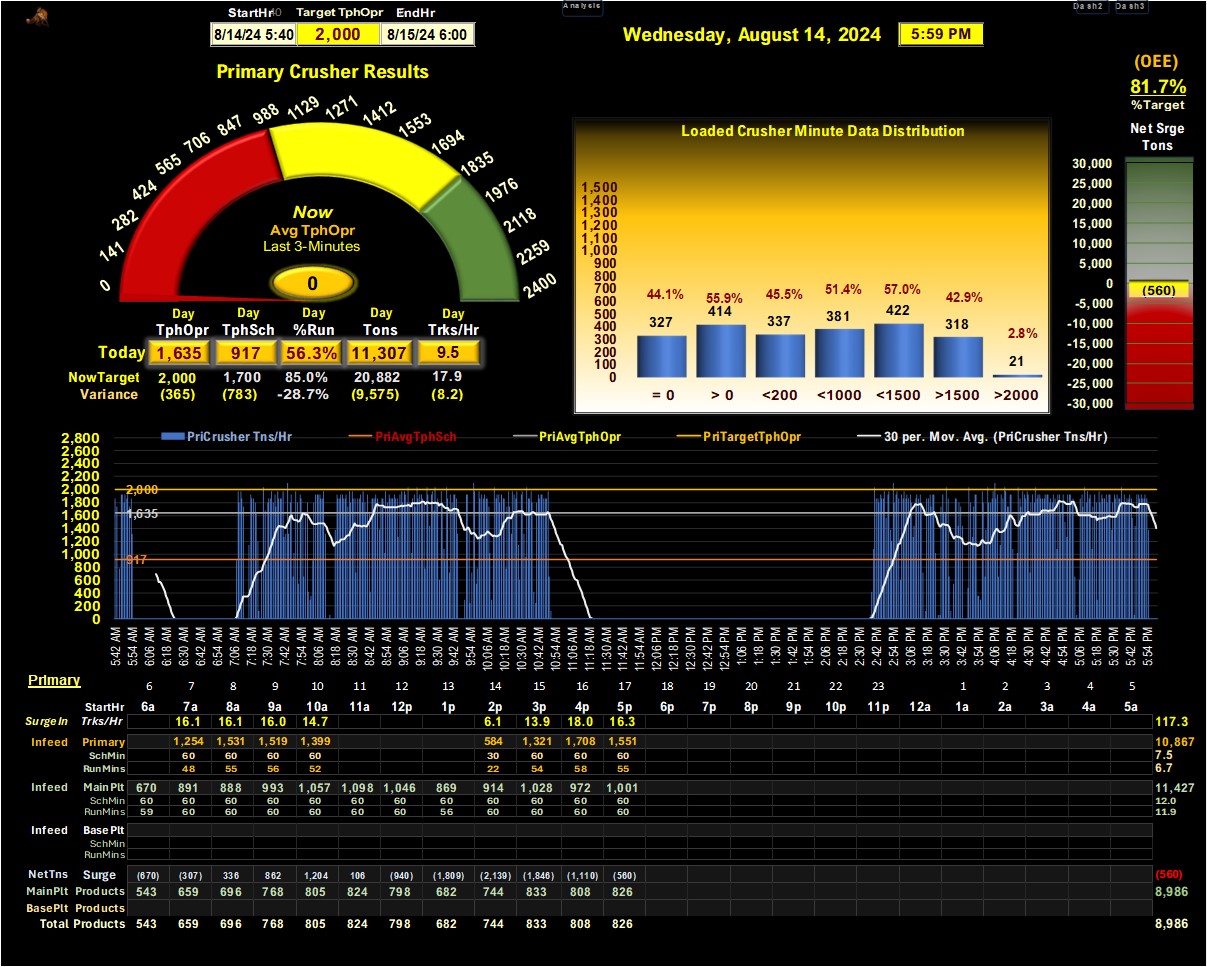 Analysis
Dash2 Dash3
StartHr Target TphOpr EndHr
8/14/24 5:40 2,000 8/15/24 6:00
Wednesday, August 14, 2024 5:59 PM
(OEE)
81.7%
%Target
Primary Crusher Results
0 141 282 424 565 706 847 988 1129 1271 1412 1553 1694 1835 1976 2118 2259 2400
Now
Avg TphOpr
Last 3-Minutes
0
Day Day Day Day Day
TphOpr TphSch %Run Tons Trks/Hr
Today 1,635 917 56.3% 11,307 9.5
NowTarget 2,000 1,700 85.0% 20,882 17.9
Variance (365) (783) -28.7% (9,575) (8.2)
Loaded Crusher Minute Data Distribution
1,500
1,400
1,300
1,200
1,100
1,000
900
800
700
600
500
400
300
200
100
0
44.1% 55.9% 45.5% 51.4% 57.0% 42.9% 2.8%
327 414 337 381 422 318 21
= 0 > 0 <200 <1000 <1500 >1500 >2000
Net Srge
Tons
30,000
25,000
20,000
15,000
10,000
5,000
0
(560)
-5,000
-10,000
-15,000
-20,000
-25,000
-30,000
PriCrusher Tns/Hr PriAvgTphSch PriAvgTphOpr PriTargetTphOpr 30 per. Mov. Avg. (PriCrusher Tns/Hr)
2,800
2,600
2,400
2,200
2,000
1,800
1,600
1,400
1,200
1,000
800
600
400
200
0
2,000
1,635
917
5:42 AM 5:54 AM 6:06 AM 6:18 AM 6:30 AM 6:42 AM 6:54 AM 7:06 AM 7:18 AM 7:30 AM 7:42 AM 7:54 AM 8:06 AM 8:18 AM 8:30 AM 8:42 AM 8:54 AM 9:06 AM 9:18 AM 9:30 AM 9:42 AM 9:54 AM 10:06 AM 10:18 AM 10:30 AM 10:42 AM 10:54 AM 11:06 AM 11:18 AM 11:30 AM 11:42 AM 11:54 AM 12:06 PM 12:18 PM 12:30 PM 12:42 PM 12:54 PM 1:06 PM 1:18 PM 1:30 PM 1:42 PM 1:54 PM 2:06 PM 2:18 PM 2:30 PM 2:42 PM 2:54 PM 3:06 PM 3:18 PM 3:30 PM 3:42 PM 3:54 PM 4:06 PM 4:18 PM 4:30 PM 4:42 PM 4:54 PM 5:06 PM 5:18 PM 5:30 PM 5:42 PM 5:54 PM
Primary 6 7 8 9 10 11 12 13 14 15 16 17 18 19 20 21 22 23 1 2 3 4 5
StartHr 6a 7a 8a 9a 10a 11a 12p 1p 2p 3p 4p 5p 6p 7p 8p 9p 10p 11p 12a 1a 2a 3a 4a 5a
SurgeIn Trks/Hr 16.1 16.1 16.0 14.7 6.1 13.9 18.0 16.3 117.3
Infeed Primary 1,254 1,531 1,519 1,399 584 1,321 1,708 1,551 10,867
SchMin 60 60 60 60 30 60 60 60 7.5
RunMins 48 55 56 52 22 54 58 55 6.7
Infeed MainPlt 670 891 888 993 1,057 1,098 1,046 869 914 1,028 972 1,001 11,427
SchMin 60 60 60 60 60 60 60 60 60 60 60 60 12.0
RunMins 59 60 60 60 60 60 60 56 60 60 60 60 11.9
Infeed Base Plt
SchMin
RunMins
NetTns Surge (670) (307) 336 862 1,204 106 (940) (1,809) (2,139) (1,846) (1,110) (560) (560)
MainPlt Products 543 659 696 768 805 824 798 682 744 833 808 826 8,986
BasePlt Products
Total Products 543 659 696 768 805 824 798 682 744 833 808 826 8,986